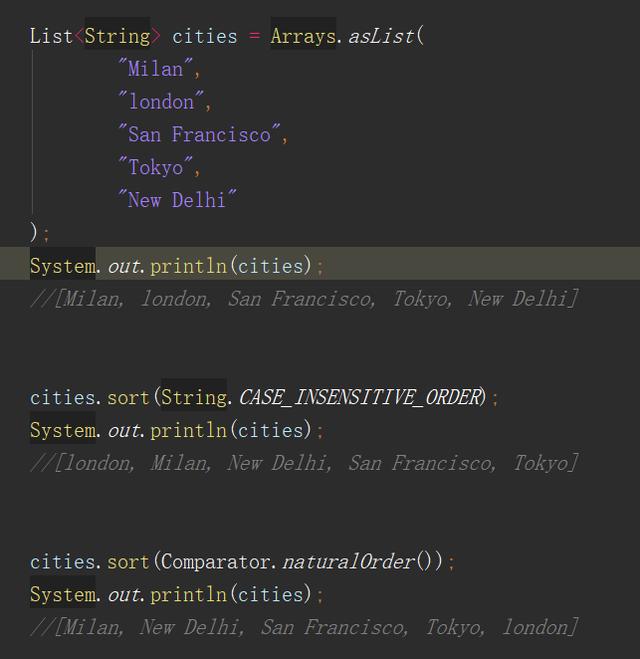 List<String> cities = Arrays.asList(
"Milan",
"london",
"San Francisco",
"Tokyo",
"New Delhi"
);
System.out.println(cities);
//[Milan, london, San Francisco, Tokyo, New Delhi]
cities.sort(String.CASE_INSENSITIVE_ORDER);
System.out.println(cities);
//[london, Milan, New Delhi, San Francisco, Tokyo]
cities.sort(Comparator.naturalOrder());
System.out.println(cities);
//[Milan, New Delhi, San Francisco, Tokyo, london]